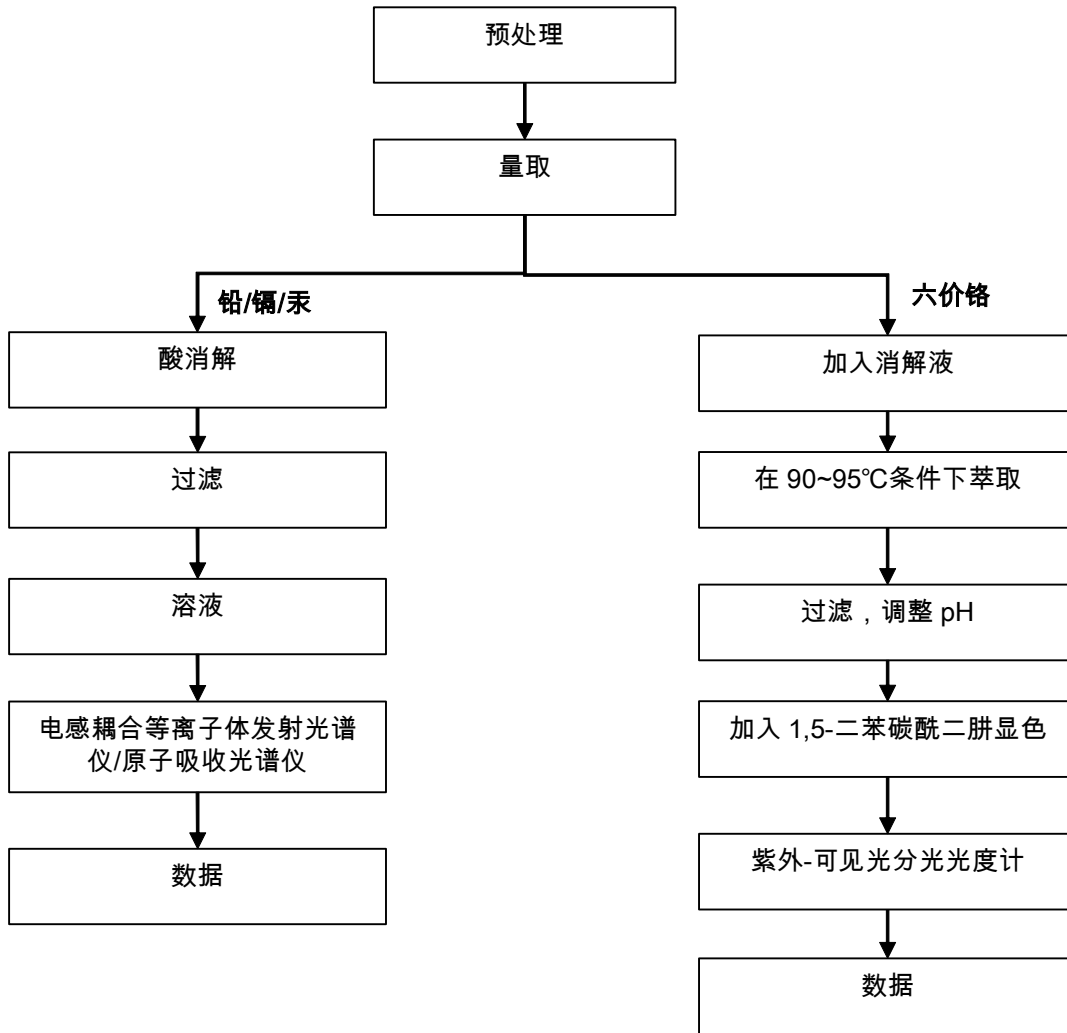 预处理
量取
铅/镉/汞
酸消解
过滤
溶液
电感耦合等离子体发射光谱
仪/原子吸收光谱仪
数据
六价铬
加入消解液
在 90~95℃条件下萃取
过滤，调整 pH
加入 1,5-二苯碳酰二肼显色
紫外-可见光分光光度计
数据